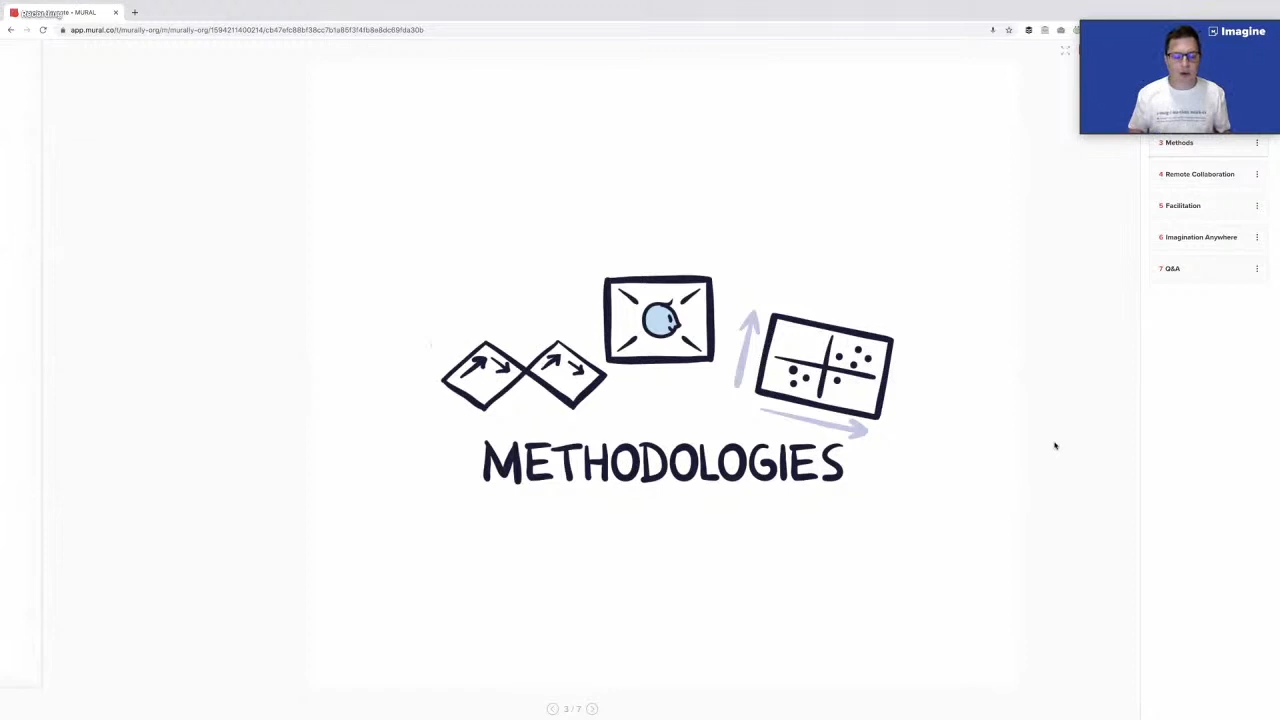 app.mural.co/t/murally-org/m/murally-org/1594211400214/cb47efc88bf38cc7b1a85f3f4fb8e8dc69fda30b
Imagine
3 Methods
4 Remote Collaboration
5 Facilitation
6 Imagination Anywhere
7 Q&A
METHODOLOGIES
3 / 7